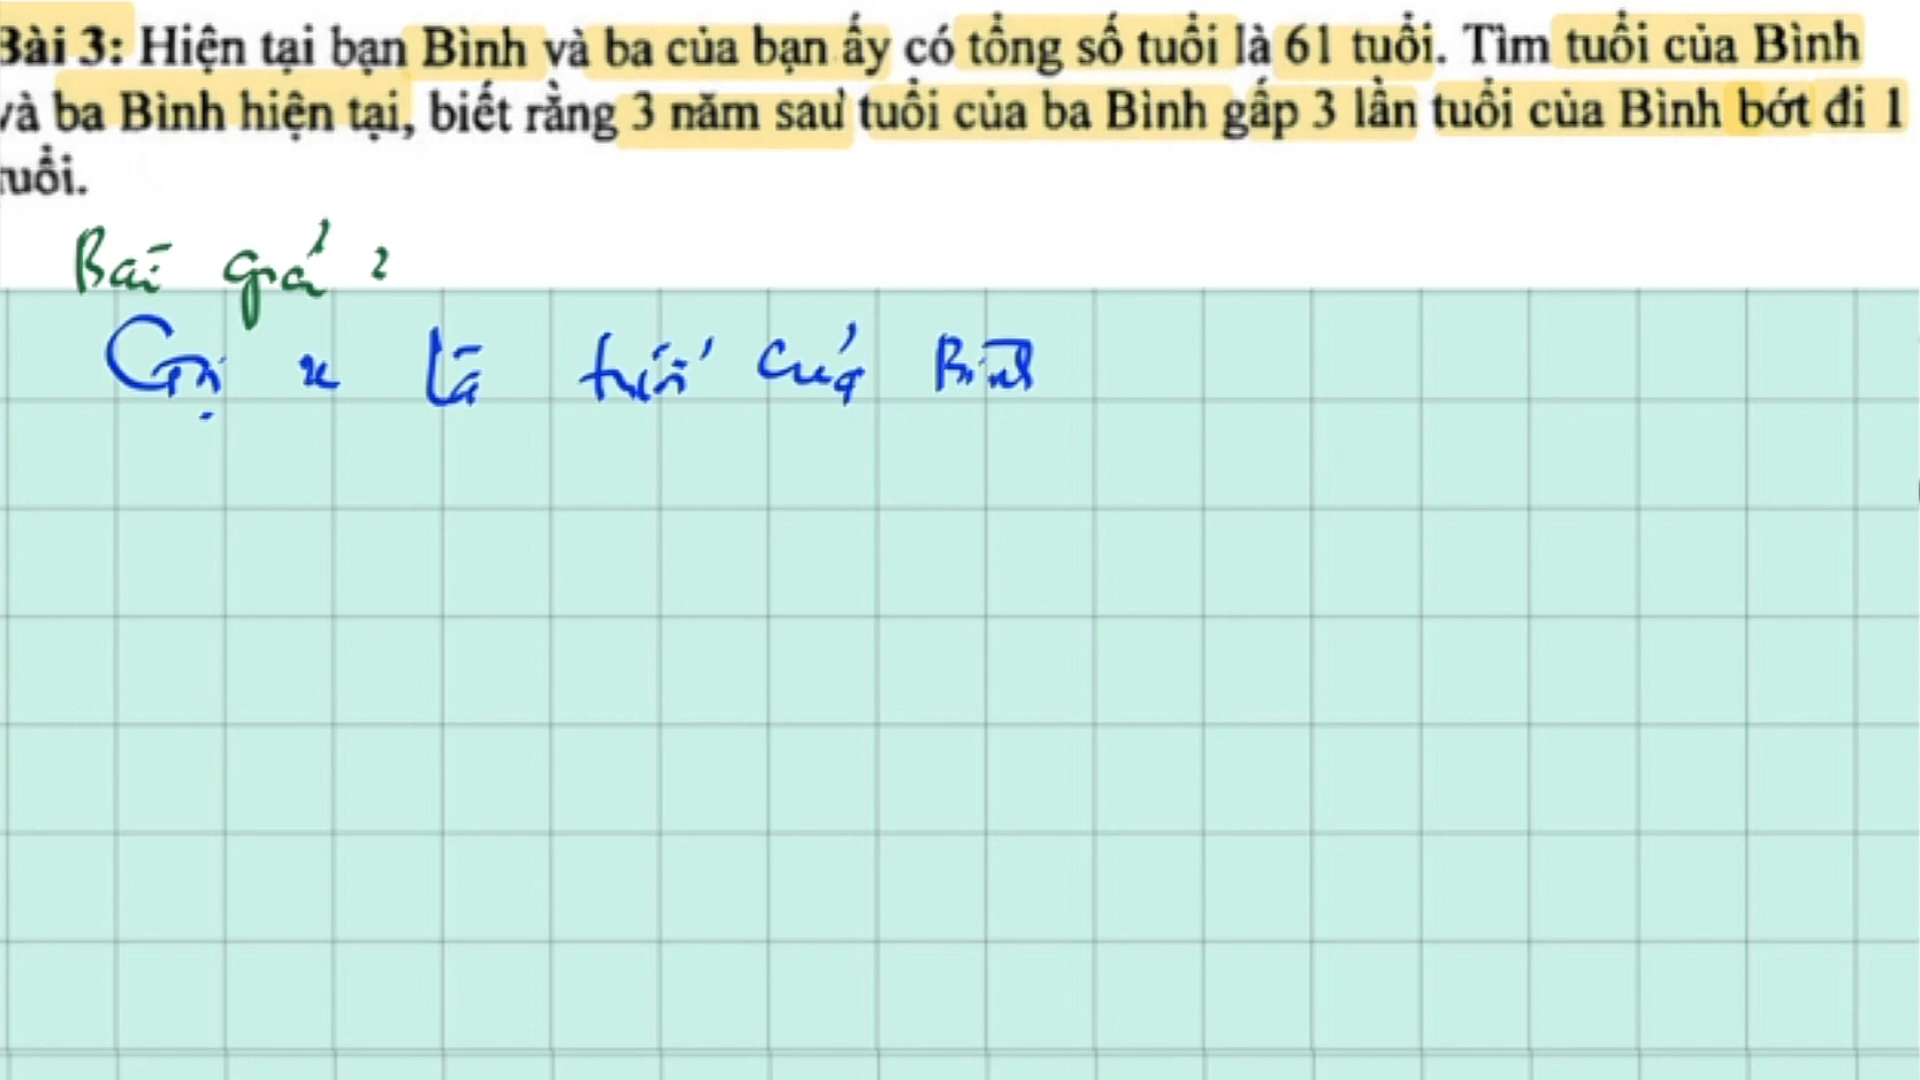 Bài 3: Hiện tại bạn Bình và ba của bạn ấy có tổng số tuổi là 61 tuổi. Tìm tuổi của Bình
và ba Bình hiện tại, biết rằng 3 năm sau tuổi của ba Bình gấp 3 lần tuổi của Bình bớt đi 1
tuổi.
Bài giải
Gọi x là tuổi của Bình